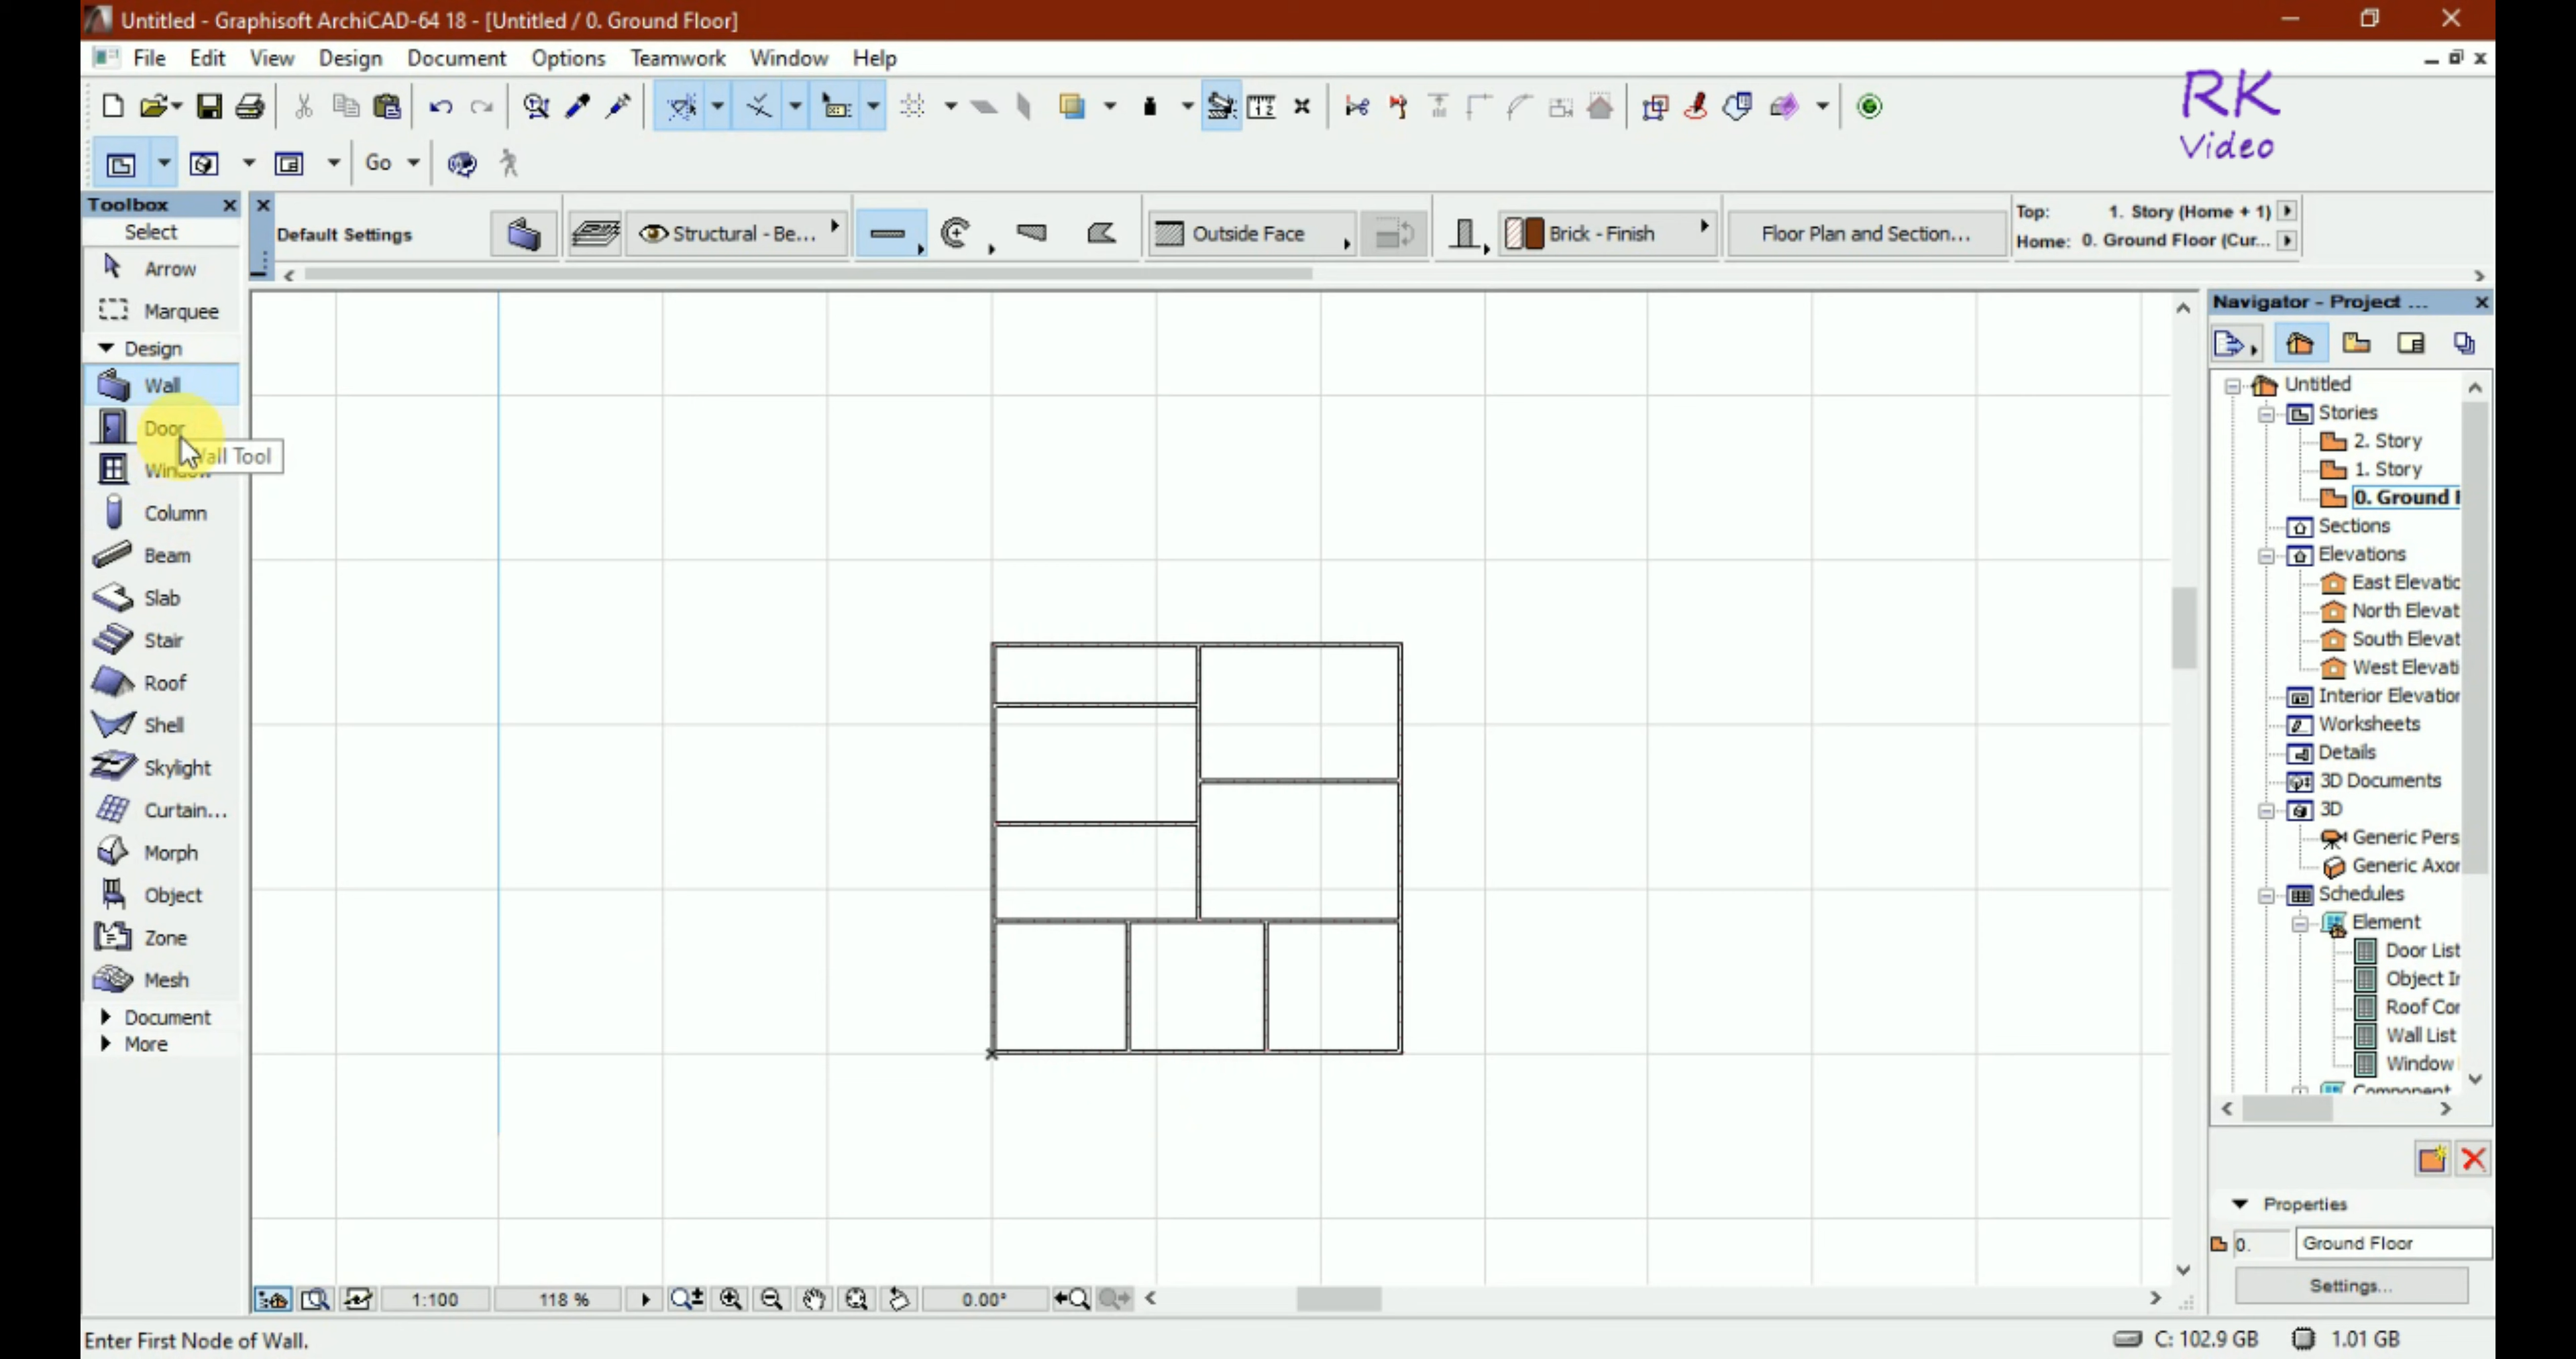 Untitled - Graphisoft ArchiCAD-64 18 - [Untitled / 0. Ground Floor]
File Edit View Design Document Options Teamwork Window Help
RK
Video
Go
Toolbox
Select
Arrow
Marquee
Design
Wall
Door
Wall Tool
Column
Beam
Slab
Stair
Roof
Shell
Skylight
Curtain...
Morph
Object
Zone
Mesh
Document
More
Default Settings
Structural - Be...
Outside Face
Brick - Finish
Floor Plan and Section...
Top: 1. Story (Home + 1)
Home: 0. Ground Floor (Cur...
Navigator - Project ...
Untitled
Stories
2. Story
1. Story
0. Ground
Sections
Elevations
East Elevatio
North Elevat
South Elevat
West Elevati
Interior Elevation
Worksheets
Details
3D Documents
3D
Generic Pers
Generic Axor
Schedules
Element
Door List
Object Ir
Roof Cor
Wall List
Window
Component
Properties
0. Ground Floor
Settings...
1:100 118 % 0.00°
Enter First Node of Wall.
C: 102.9 GB 1.01 GB